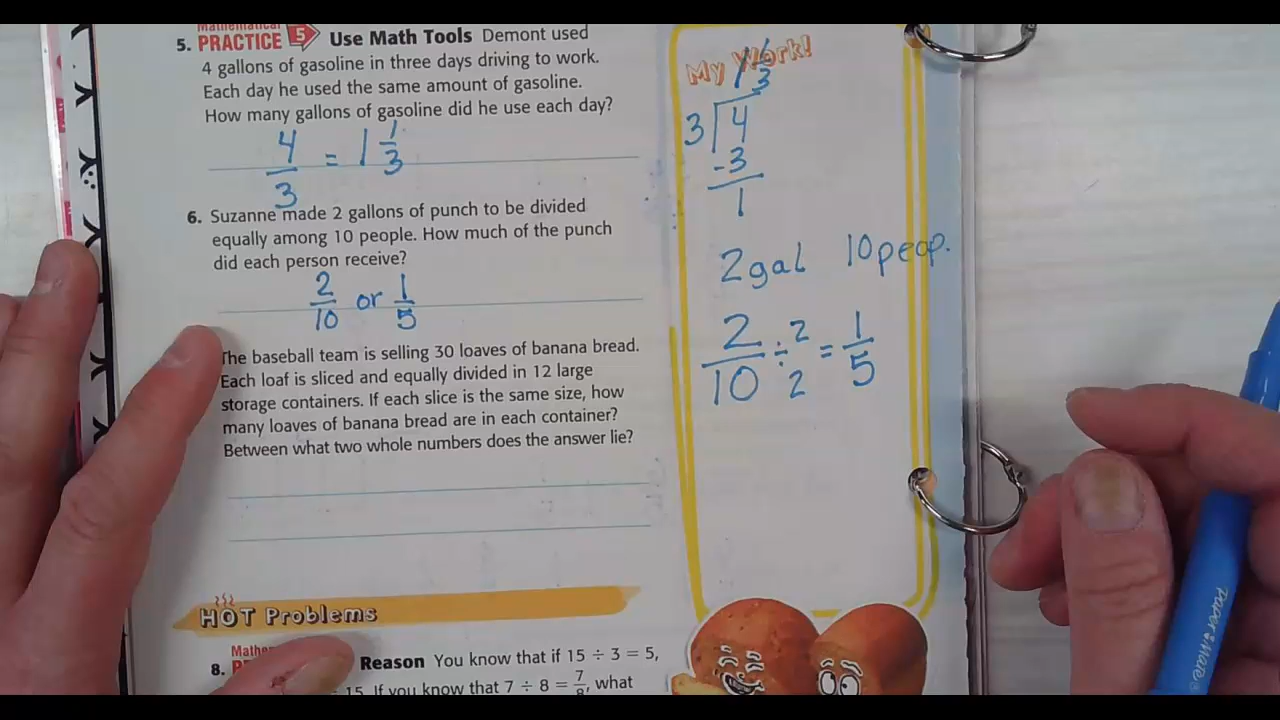 Mathematical
5. PRACTICE 5 Use Math Tools Demont used
4 gallons of gasoline in three days driving to work.
Each day he used the same amount of gasoline.
How many gallons of gasoline did he use each day?
4/3 = 1 1/3
6. Suzanne made 2 gallons of punch to be divided
equally among 10 people. How much of the punch
did each person receive?
2/10 or 1/5
The baseball team is selling 30 loaves of banana bread.
Each loaf is sliced and equally divided in 12 large
storage containers. If each slice is the same size, how
many loaves of banana bread are in each container?
Between what two whole numbers does the answer lie?
HOT Problems
8. Reason You know that if 15 ÷ 3 = 5,
15. If you know that 7 ÷ 8 = 7/8, what
My Work!
1 1/3
3 4
-3
1
2gal 10peop.
2/10 ÷ 2/2 = 1/5
Paper Mate